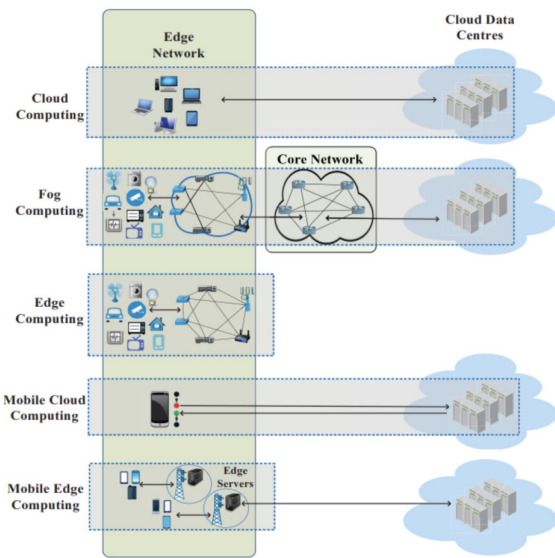 Edge
Network
Cloud Data
Centres
Cloud
Computing
Core Network
Fog
Computing
Edge
Computing
Mobile Cloud
Computing
Mobile Edge
Computing
Edge
Servers